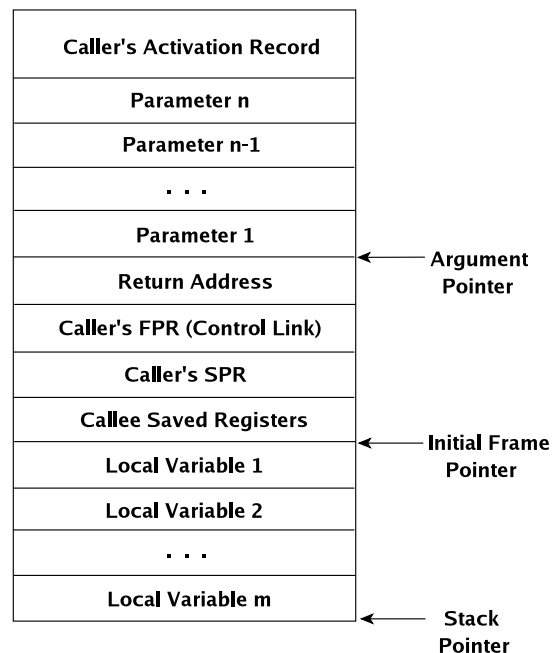 Caller's Activation Record
Parameter n
Parameter n-1
. . .
Parameter 1
Argument
Pointer
Return Address
Caller's FPR (Control Link)
Caller's SPR
Callee Saved Registers
Initial Frame
Pointer
Local Variable 1
Local Variable 2
. . .
Local Variable m
Stack
Pointer